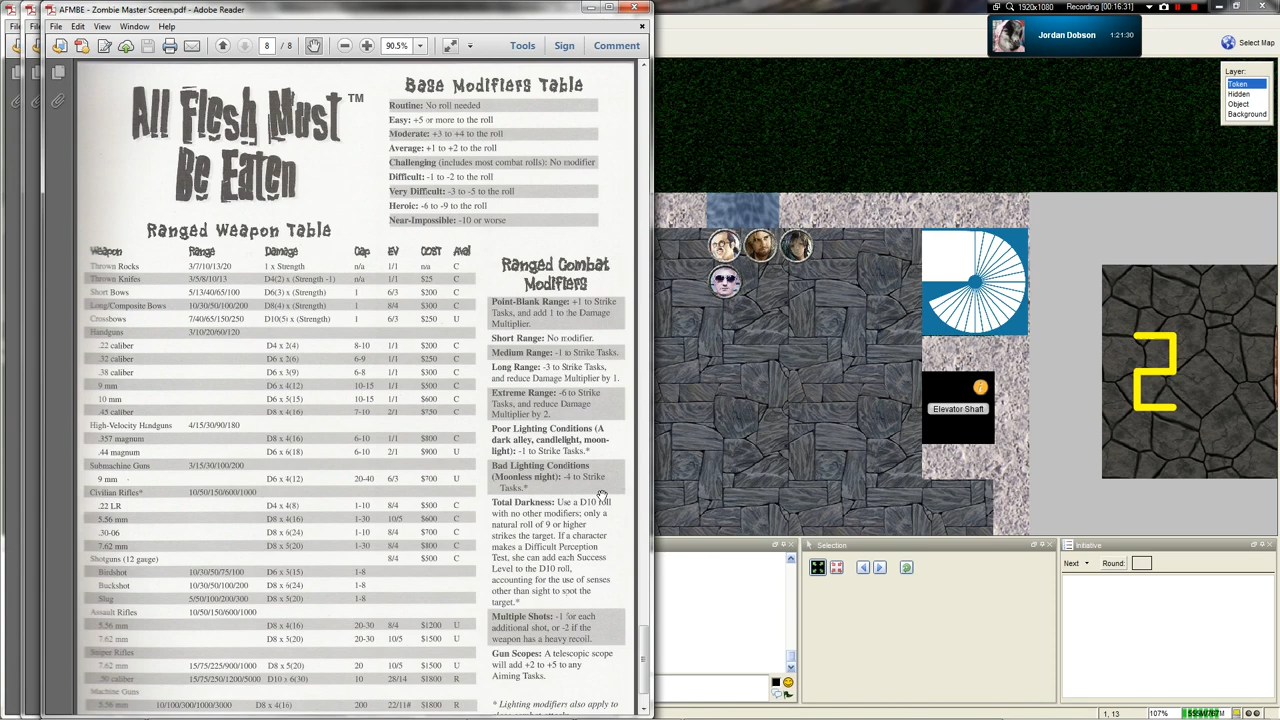 AFMBE - Zombie Master Screen.pdf - Adobe Reader
File Edit View Window Help
8 / 8 90.5% Tools Sign Comment
1920x1080 Recording [00:16:31]
Jordan Dobson 1:21:30
Select Map
Layer:
Token
Hidden
Object
Background
All Flesh Must
Be Eaten
TM
Base Modifiers Table
Routine: No roll needed
Easy: +5 or more to the roll
Moderate: +3 to +4 to the roll
Average: +1 to +2 to the roll
Challenging (includes most combat rolls): No modifier
Difficult: -1 to -2 to the roll
Very Difficult: -3 to -5 to the roll
Heroic: -6 to -9 to the roll
Near-Impossible: -10 or worse
Ranged Weapon Table
Weapon Range Damage Cap EV COST Aval
Thrown Rocks 3/7/10/13/20 1 x Strength n/a 1/1 n/a C
Thrown Knifes 3/5/8/10/13 D4(2) x (Strength -1) n/a 1/1 $25 C
Short Bows 5/13/40/65/100 D6(3) x (Strength) 1 6/3 $200 C
Long/Composite Bows 10/30/50/100/200 D8(4) x (Strength) 1 8/4 $300 C
Crossbows 7/40/65/150/250 D10(5) x (Strength) 1 6/3 $250 U
Handguns 3/10/20/60/120
.22 caliber D4 x 2(4) 8-10 1/1 $200 C
.32 caliber D6 x 2(6) 6-9 1/1 $250 C
.38 caliber D6 x 3(9) 6-8 1/1 $300 C
9 mm D6 x 4(12) 10-15 1/1 $500 C
10 mm D6 x 5(15) 10-15 1/1 $600 C
.45 caliber D8 x 4(16) 7-10 2/1 $750 C
High-Velocity Handguns 4/15/30/90/180
.357 magnum D8 x 4(16) 6-10 1/1 $800 C
.44 magnum D6 x 6(18) 6-10 2/1 $900 U
Submachine Guns 3/15/30/100/200
9 mm D6 x 4(12) 20-40 6/3 $700 U
Civilian Rifles* 10/50/150/600/1000
.22 LR D4 x 4(8) 1-10 8/4 $500 C
5.56 mm D8 x 4(16) 1-30 10/5 $600 C
.30-06 D8 x 6(24) 1-10 8/4 $700 C
7.62 mm D8 x 5(20) 1-30 8/4 $800 C
Shotguns (12 gauge) 8/4 $500 C
Birdshot 10/30/50/75/100 D6 x 5(15) 1-8
Buckshot 10/30/50/100/200 D8 x 6(24) 1-8
Slug 5/50/100/200/300 D8 x 5(20) 1-8
Assault Rifles 10/50/150/600/1000
5.56 mm D8 x 4(16) 20-30 8/4 $1200 U
7.62 mm D8 x 5(20) 20-30 10/5 $1500 U
Sniper Rifles
7.62 mm 15/75/225/900/1000 D8 x 5(20) 20 10/5 $1500 U
.50 caliber 15/75/250/1200/5000 D10 x 6(30) 10 28/14 $1800 R
Machine Guns
5.56 mm 10/100/300/1000/3000 D8 x 4(16) 200 22/11# $1800 R
Ranged Combat
Modifiers
Point-Blank Range: +1 to Strike
Tasks, and add 1 to the Damage
Multiplier.
Short Range: No modifier.
Medium Range: -1 to Strike Tasks.
Long Range: -3 to Strike Tasks,
and reduce Damage Multiplier by 1.
Extreme Range: -6 to Strike
Tasks, and reduce Damage
Multiplier by 2.
Poor Lighting Conditions (A
dark alley, candlelight, moon-
light): -1 to Strike Tasks.*
Bad Lighting Conditions
(Moonless night): -4 to Strike
Tasks.*
Total Darkness: Use a D10 roll
with no other modifiers; only a
natural roll of 9 or higher
strikes the target. If a character
makes a Difficult Perception
Test, she can add each Success
Level to the D10 roll,
accounting for the use of senses
other than sight to spot the
target.*
Multiple Shots: -1 for each
additional shot, or -2 if the
weapon has a heavy recoil.
Gun Scopes: A telescopic scope
will add +2 to +5 to any
Aiming Tasks.
* Lighting modifiers also apply to
Elevator Shaft
2
Selection
Initiative
Next Round:
1, 13 107%